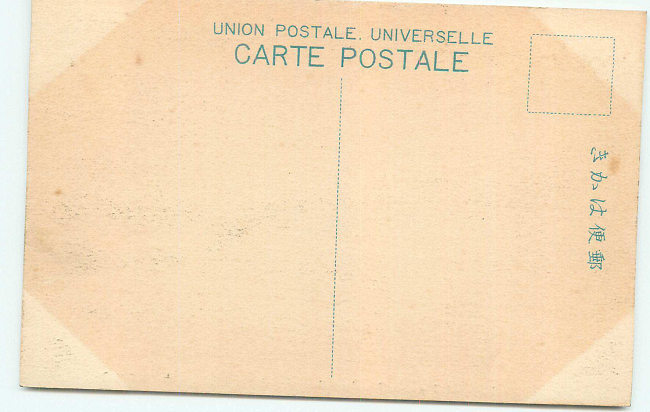 UNION POSTALE. UNIVERSELLE
CARTE POSTALE
郵便はかき